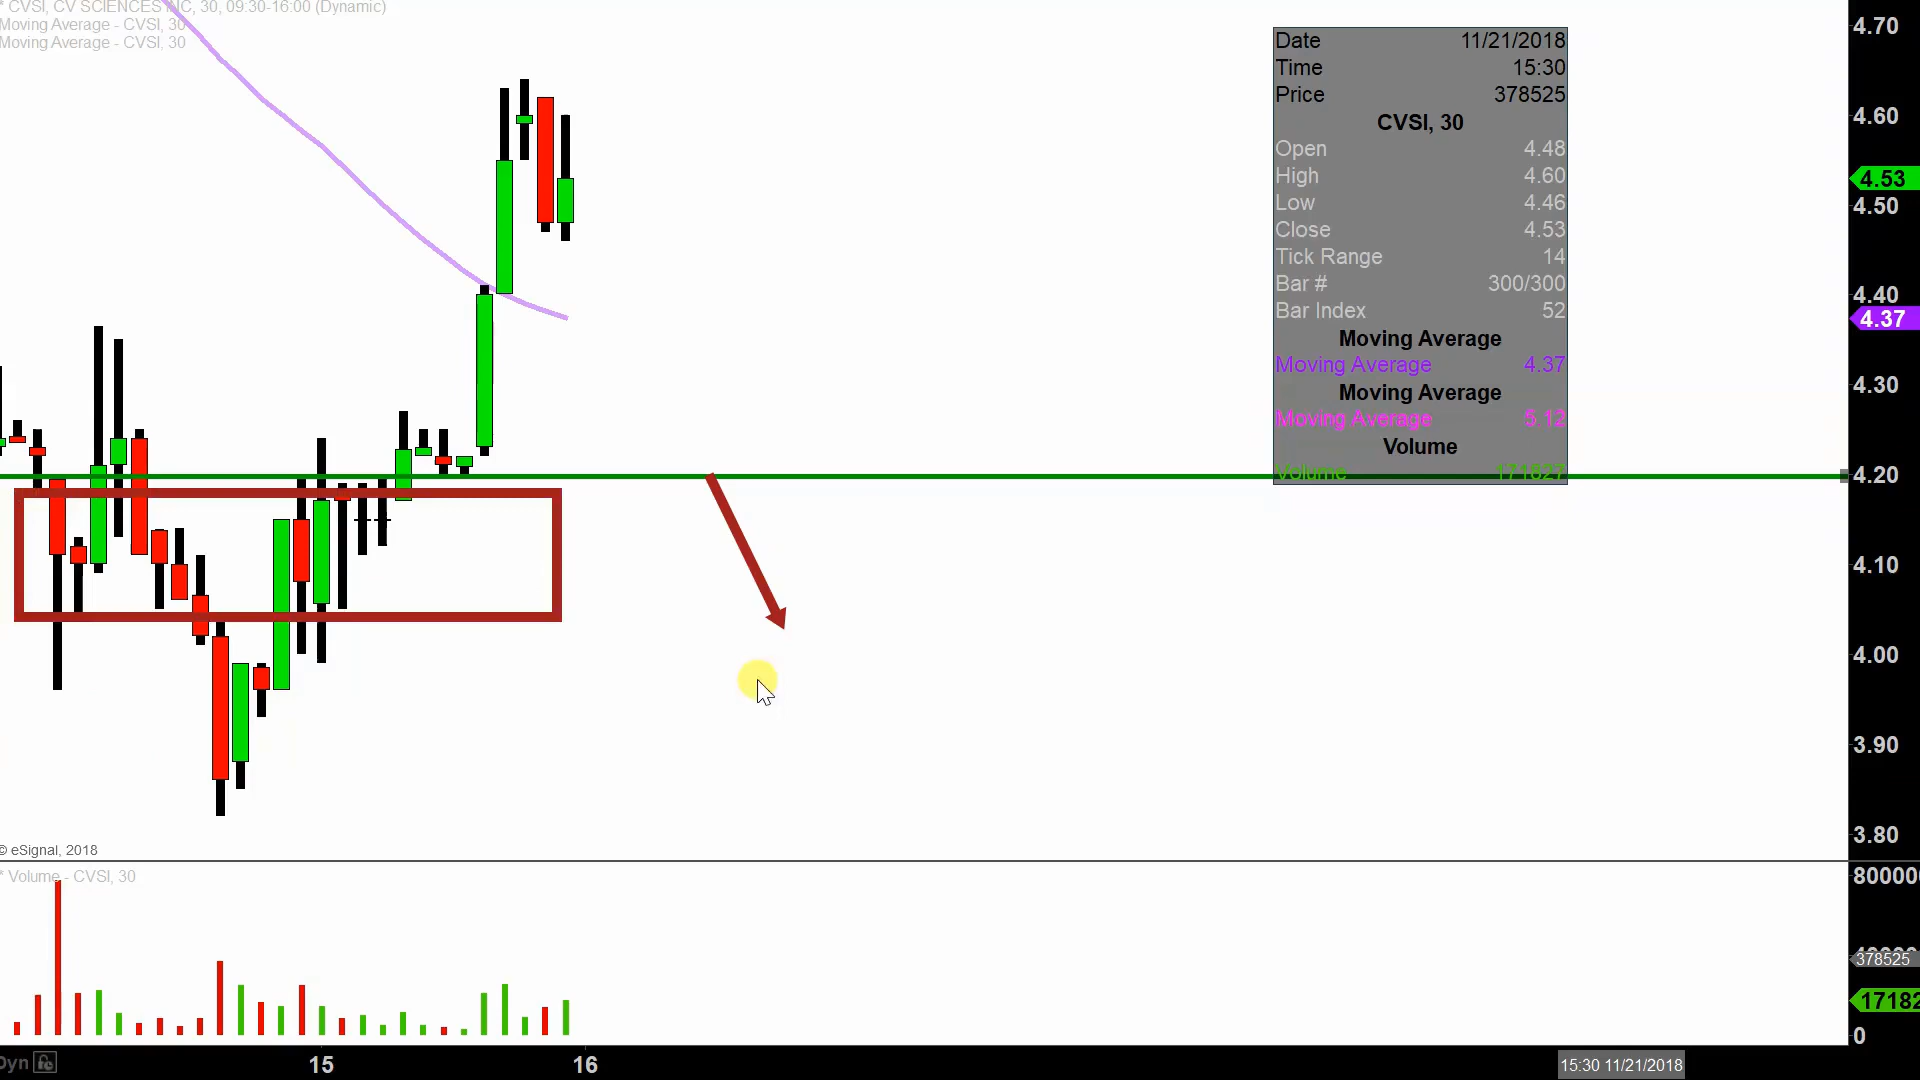 * CVSI, CV SCIENCES INC, 30, 09:30-16:00 (Dynamic)
Moving Average - CVSI, 30
Moving Average - CVSI, 30
Date 11/21/2018
Time 15:30
Price 378525
CVSI, 30
Open 4.48
High 4.60
Low 4.46
Close 4.53
Tick Range 14
Bar # 300/300
Bar Index 52
Moving Average
Moving Average 4.37
Moving Average
Moving Average 5.12
Volume
Volume 171827
4.70
4.60
4.53
4.50
4.40
4.37
4.30
4.20
4.10
4.00
3.90
3.80
© eSignal, 2018
* Volume - CVSI, 30
800000
378525
17182
0
Dyn
15
16
15:30 11/21/2018